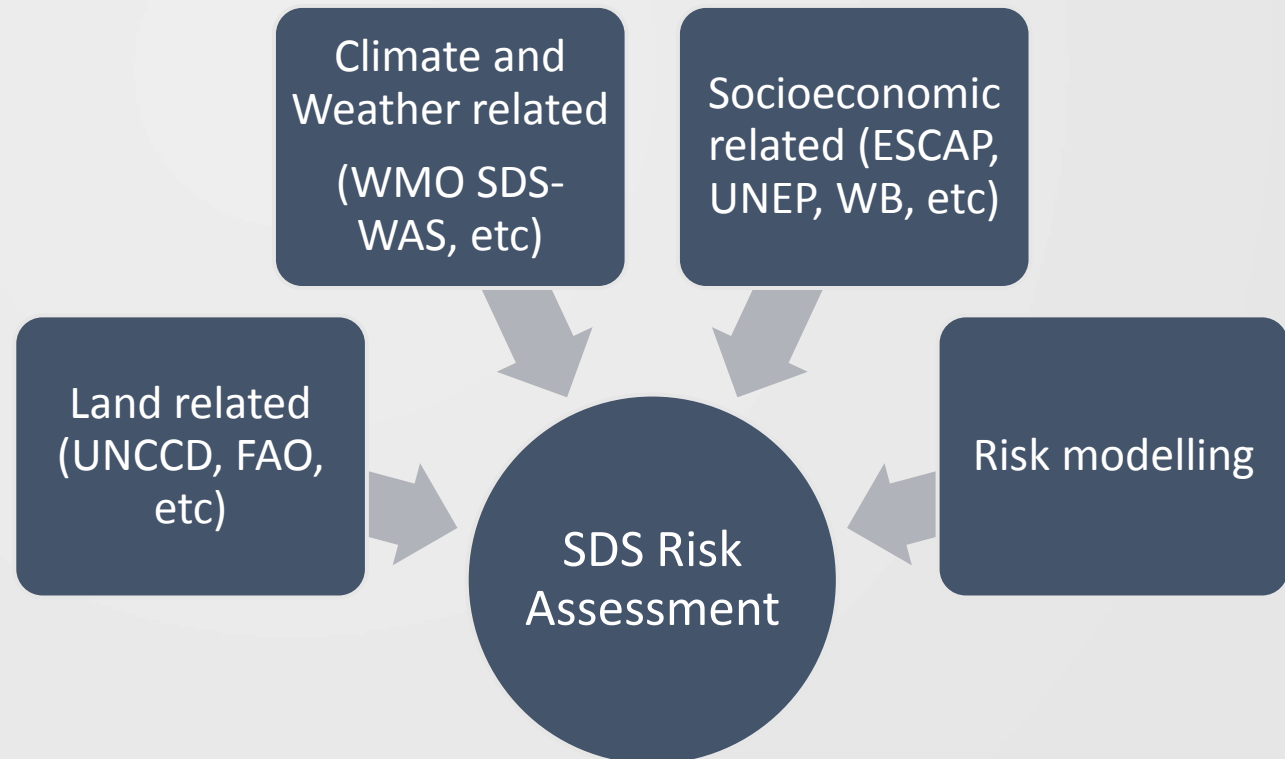 Climate and
Weather related
(WMO SDS-
WAS, etc)
Socioeconomic
related (ESCAP,
UNEP, WB, etc)
Land related
(UNCCD, FAO,
etc)
Risk modelling
SDS Risk
Assessment